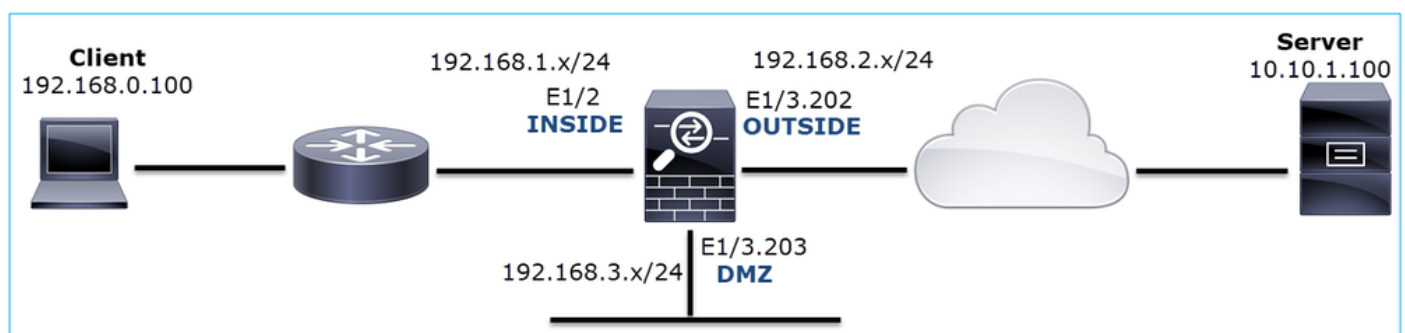 Client
192.168.0.100
192.168.1.x/24
E1/2
INSIDE
192.168.2.x/24
E1/3.202
OUTSIDE
Server
10.10.1.100
E1/3.203
192.168.3.x/24
DMZ